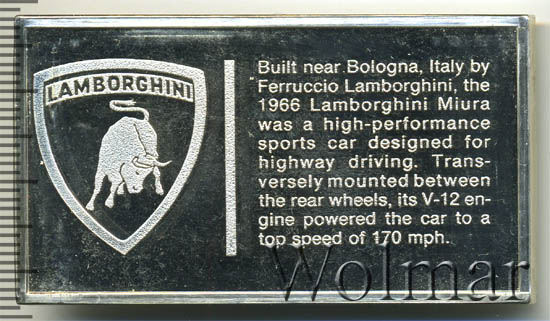 LAMBORGHINI
Built near Bologna, Italy by
Ferruccio Lamborghini, the
1966 Lamborghini Miura
was a high-performance
sports car designed for
highway driving. Trans-
versely mounted between
the rear wheels, its V-12 en-
gine powered the car to a
top speed of 170 mph.
Wolmar